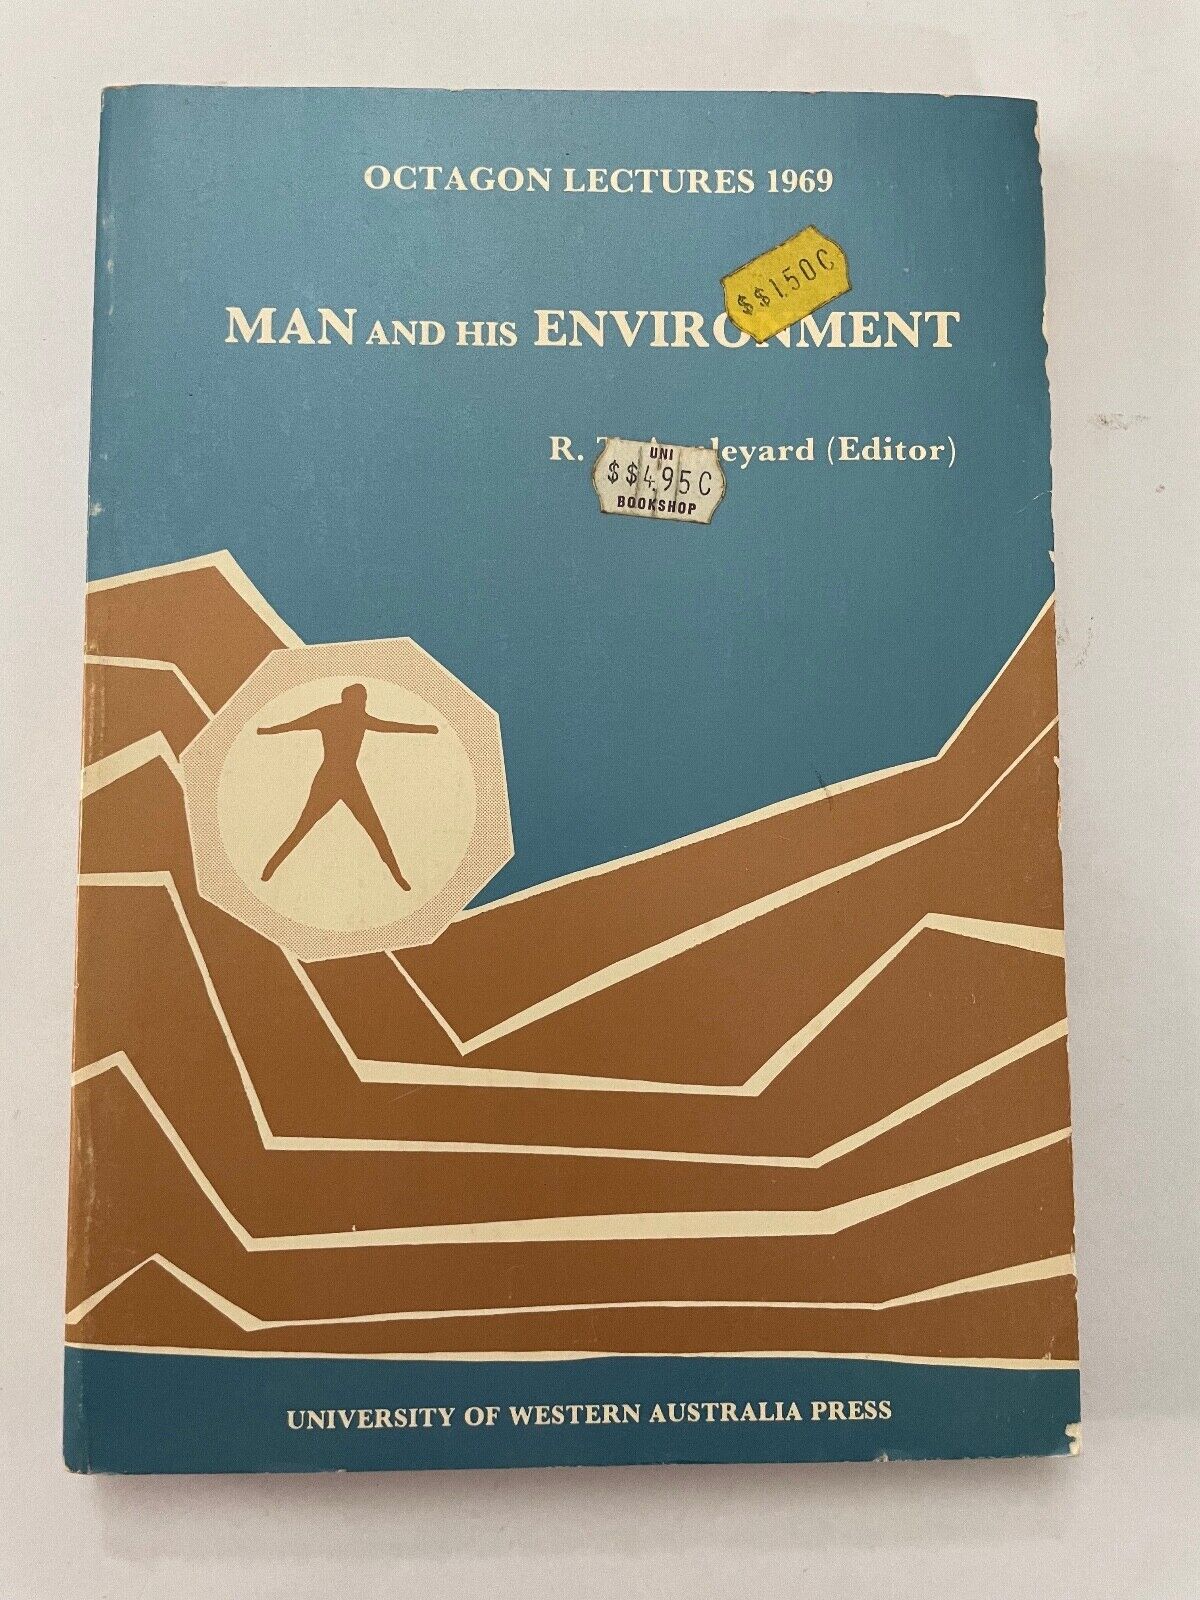 OCTAGON LECTURES 1969
$$1.50C
MAN AND HIS ENVIRONMENT
R. T. Appleyard (Editor)
UNI
$$4.95C
BOOKSHOP
UNIVERSITY OF WESTERN AUSTRALIA PRESS